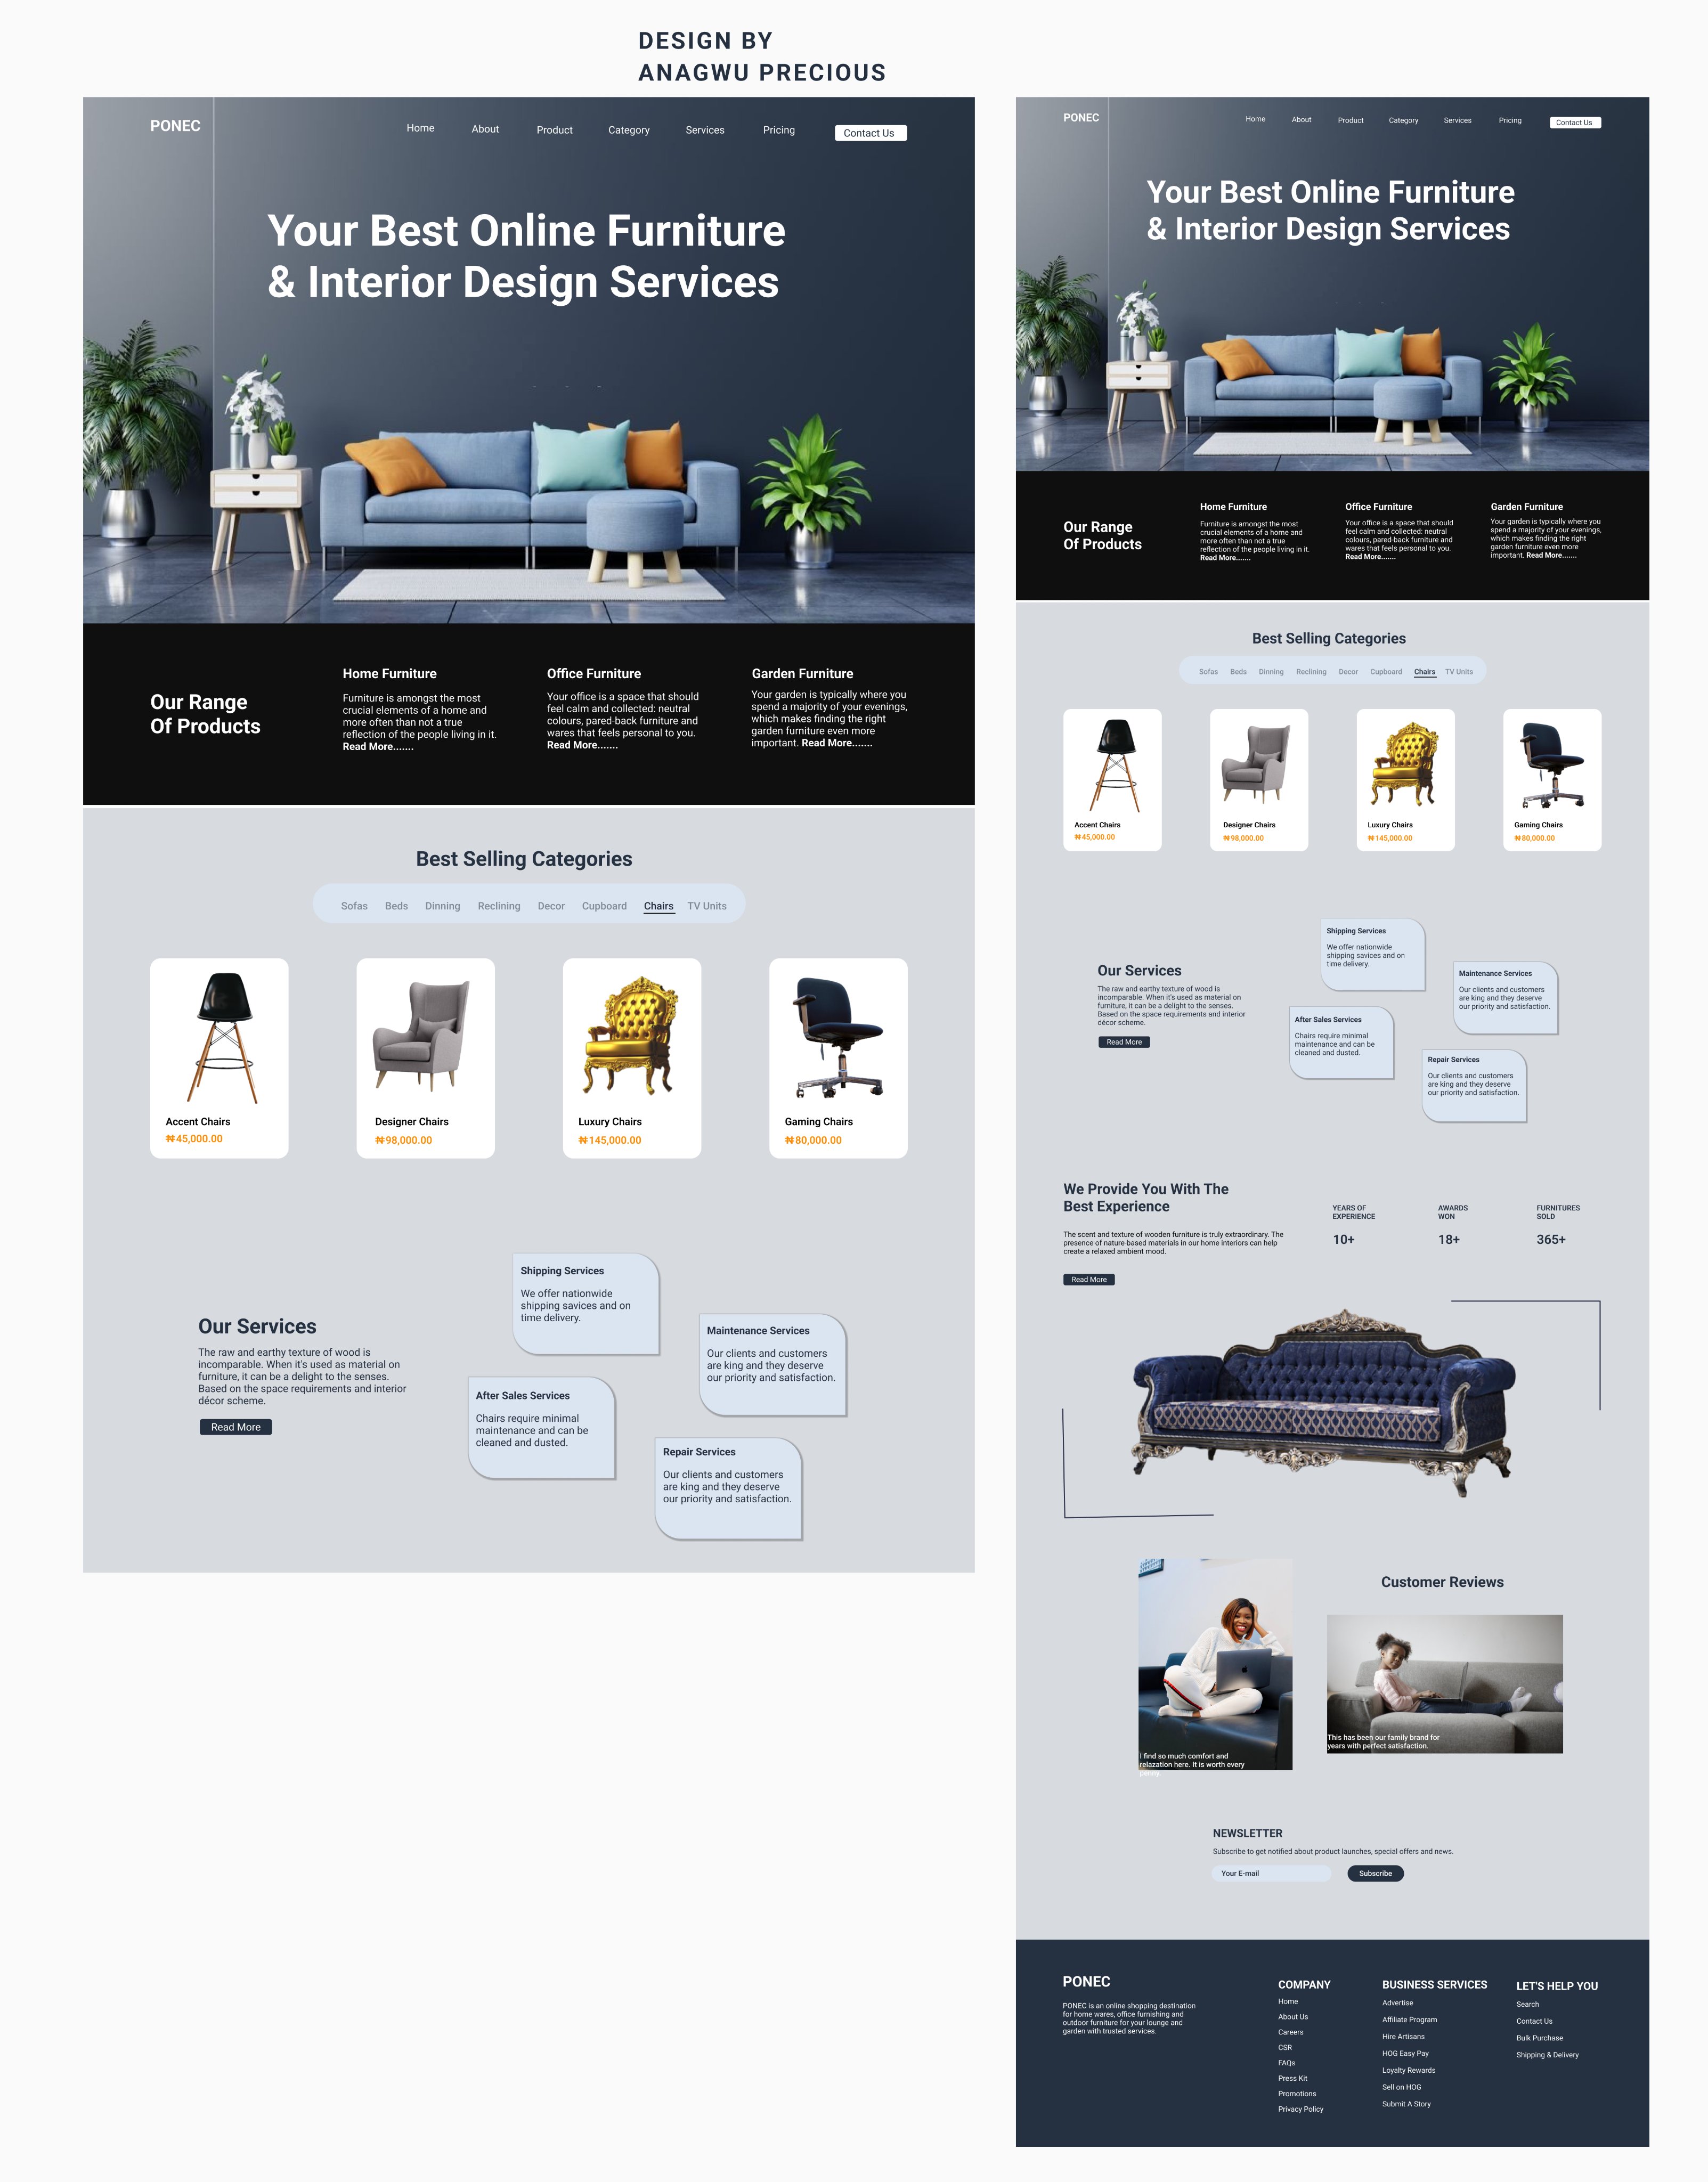 DESIGN BY
ANAGWU PRECIOUS
PONEC
Home About Product Category Services Pricing Contact Us
Your Best Online Furniture
& Interior Design Services
Our Range
Of Products
Home Furniture
Furniture is amongst the most
crucial elements of a home and
more often than not a true
reflection of the people living in it.
Read More.......
Office Furniture
Your office is a space that should
feel calm and collected: neutral
colours, pared-back furniture and
wares that feels personal to you.
Read More.......
Garden Furniture
Your garden is typically where you
spend a majority of your evenings,
which makes finding the right
garden furniture even more
important. Read More.......
Best Selling Categories
Sofas Beds Dinning Reclining Decor Cupboard Chairs TV Units
Accent Chairs
₦45,000.00
Designer Chairs
₦98,000.00
Luxury Chairs
₦145,000.00
Gaming Chairs
₦80,000.00
Our Services
The raw and earthy texture of wood is
incomparable. When it's used as material on
furniture, it can be a delight to the senses.
Based on the space requirements and interior
décor scheme.
Read More
Shipping Services
We offer nationwide
shipping savices and on
time delivery.
Maintenance Services
Our clients and customers
are king and they deserve
our priority and satisfaction.
After Sales Services
Chairs require minimal
maintenance and can be
cleaned and dusted.
Repair Services
Our clients and customers
are king and they deserve
our priority and satisfaction.
PONEC
Home About Product Category Services Pricing Contact Us
Your Best Online Furniture
& Interior Design Services
Our Range
Of Products
Home Furniture
Furniture is amongst the most
crucial elements of a home and
more often than not a true
reflection of the people living in it.
Read More.......
Office Furniture
Your office is a space that should
feel calm and collected: neutral
colours, pared-back furniture and
wares that feels personal to you.
Read More.......
Garden Furniture
Your garden is typically where you
spend a majority of your evenings,
which makes finding the right
garden furniture even more
important. Read More.......
Best Selling Categories
Sofas Beds Dinning Reclining Decor Cupboard Chairs TV Units
Accent Chairs
₦45,000.00
Designer Chairs
₦98,000.00
Luxury Chairs
₦145,000.00
Gaming Chairs
₦80,000.00
Our Services
The raw and earthy texture of wood is
incomparable. When it's used as material on
furniture, it can be a delight to the senses.
Based on the space requirements and interior
décor scheme.
Read More
Shipping Services
We offer nationwide
shipping savices and on
time delivery.
Maintenance Services
Our clients and customers
are king and they deserve
our priority and satisfaction.
After Sales Services
Chairs require minimal
maintenance and can be
cleaned and dusted.
Repair Services
Our clients and customers
are king and they deserve
our priority and satisfaction.
We Provide You With The
Best Experience
The scent and texture of wooden furniture is truly extraordinary. The
presence of nature-based materials in our home interiors can help
create a relaxed ambient mood.
Read More
YEARS OF
EXPERIENCE
10+
AWARDS
WON
18+
FURNITURES
SOLD
365+
Customer Reviews
I find so much comfort and
relazation here. It is worth every
This has been our family brand for
years with perfect satisfaction.
NEWSLETTER
Subscribe to get notified about product launches, special offers and news.
Your E-mail Subscribe
PONEC
PONEC is an online shopping destination
for home wares, office furnishing and
outdoor furniture for your lounge and
garden with trusted services.
COMPANY
Home
About Us
Careers
CSR
FAQs
Press Kit
Promotions
Privacy Policy
BUSINESS SERVICES
Advertise
Affiliate Program
Hire Artisans
HOG Easy Pay
Loyalty Rewards
Sell on HOG
Submit A Story
LET'S HELP YOU
Search
Contact Us
Bulk Purchase
Shipping & Delivery